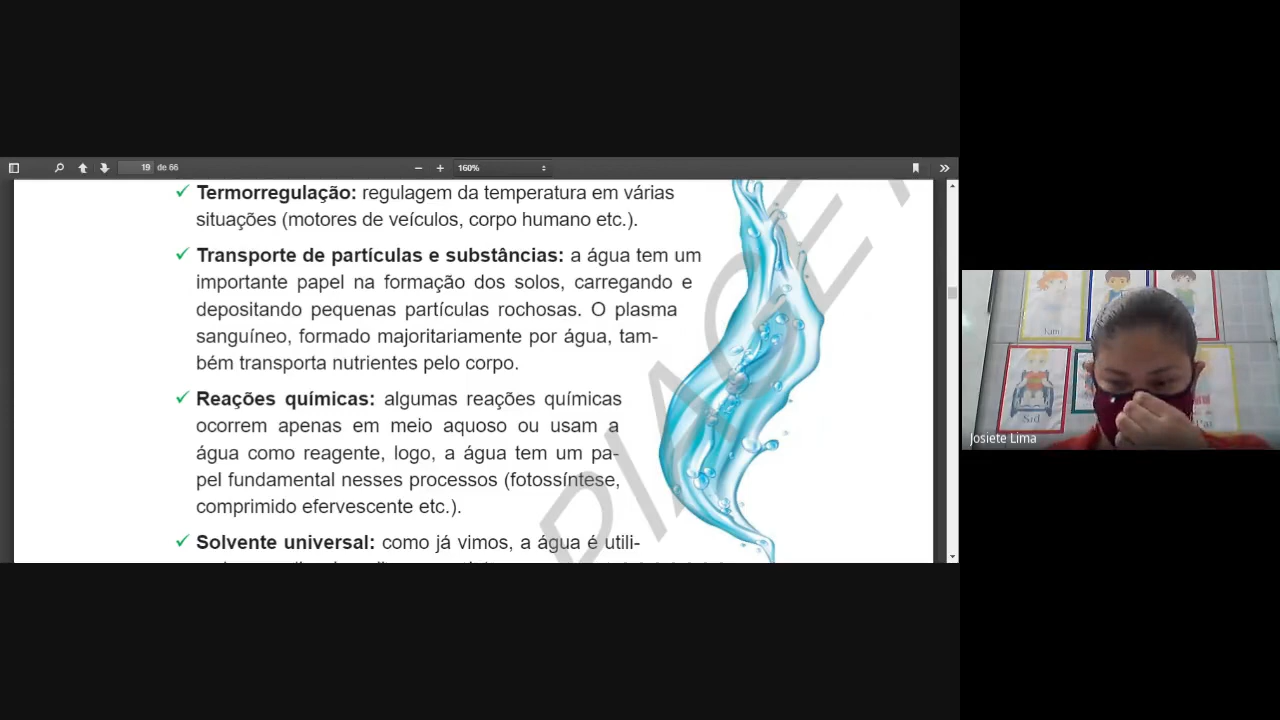 19 de 66
160%
Termorregulação: regulagem da temperatura em várias
situações (motores de veículos, corpo humano etc.).
Transporte de partículas e substâncias: a água tem um
importante papel na formação dos solos, carregando e
depositando pequenas partículas rochosas. O plasma
sanguíneo, formado majoritariamente por água, tam-
bém transporta nutrientes pelo corpo.
Reações químicas: algumas reações químicas
ocorrem apenas em meio aquoso ou usam a
água como reagente, logo, a água tem um pa-
pel fundamental nesses processos (fotossíntese,
comprimido efervescente etc.).
Solvente universal: como já vimos, a água é utili-
Josiete Lima